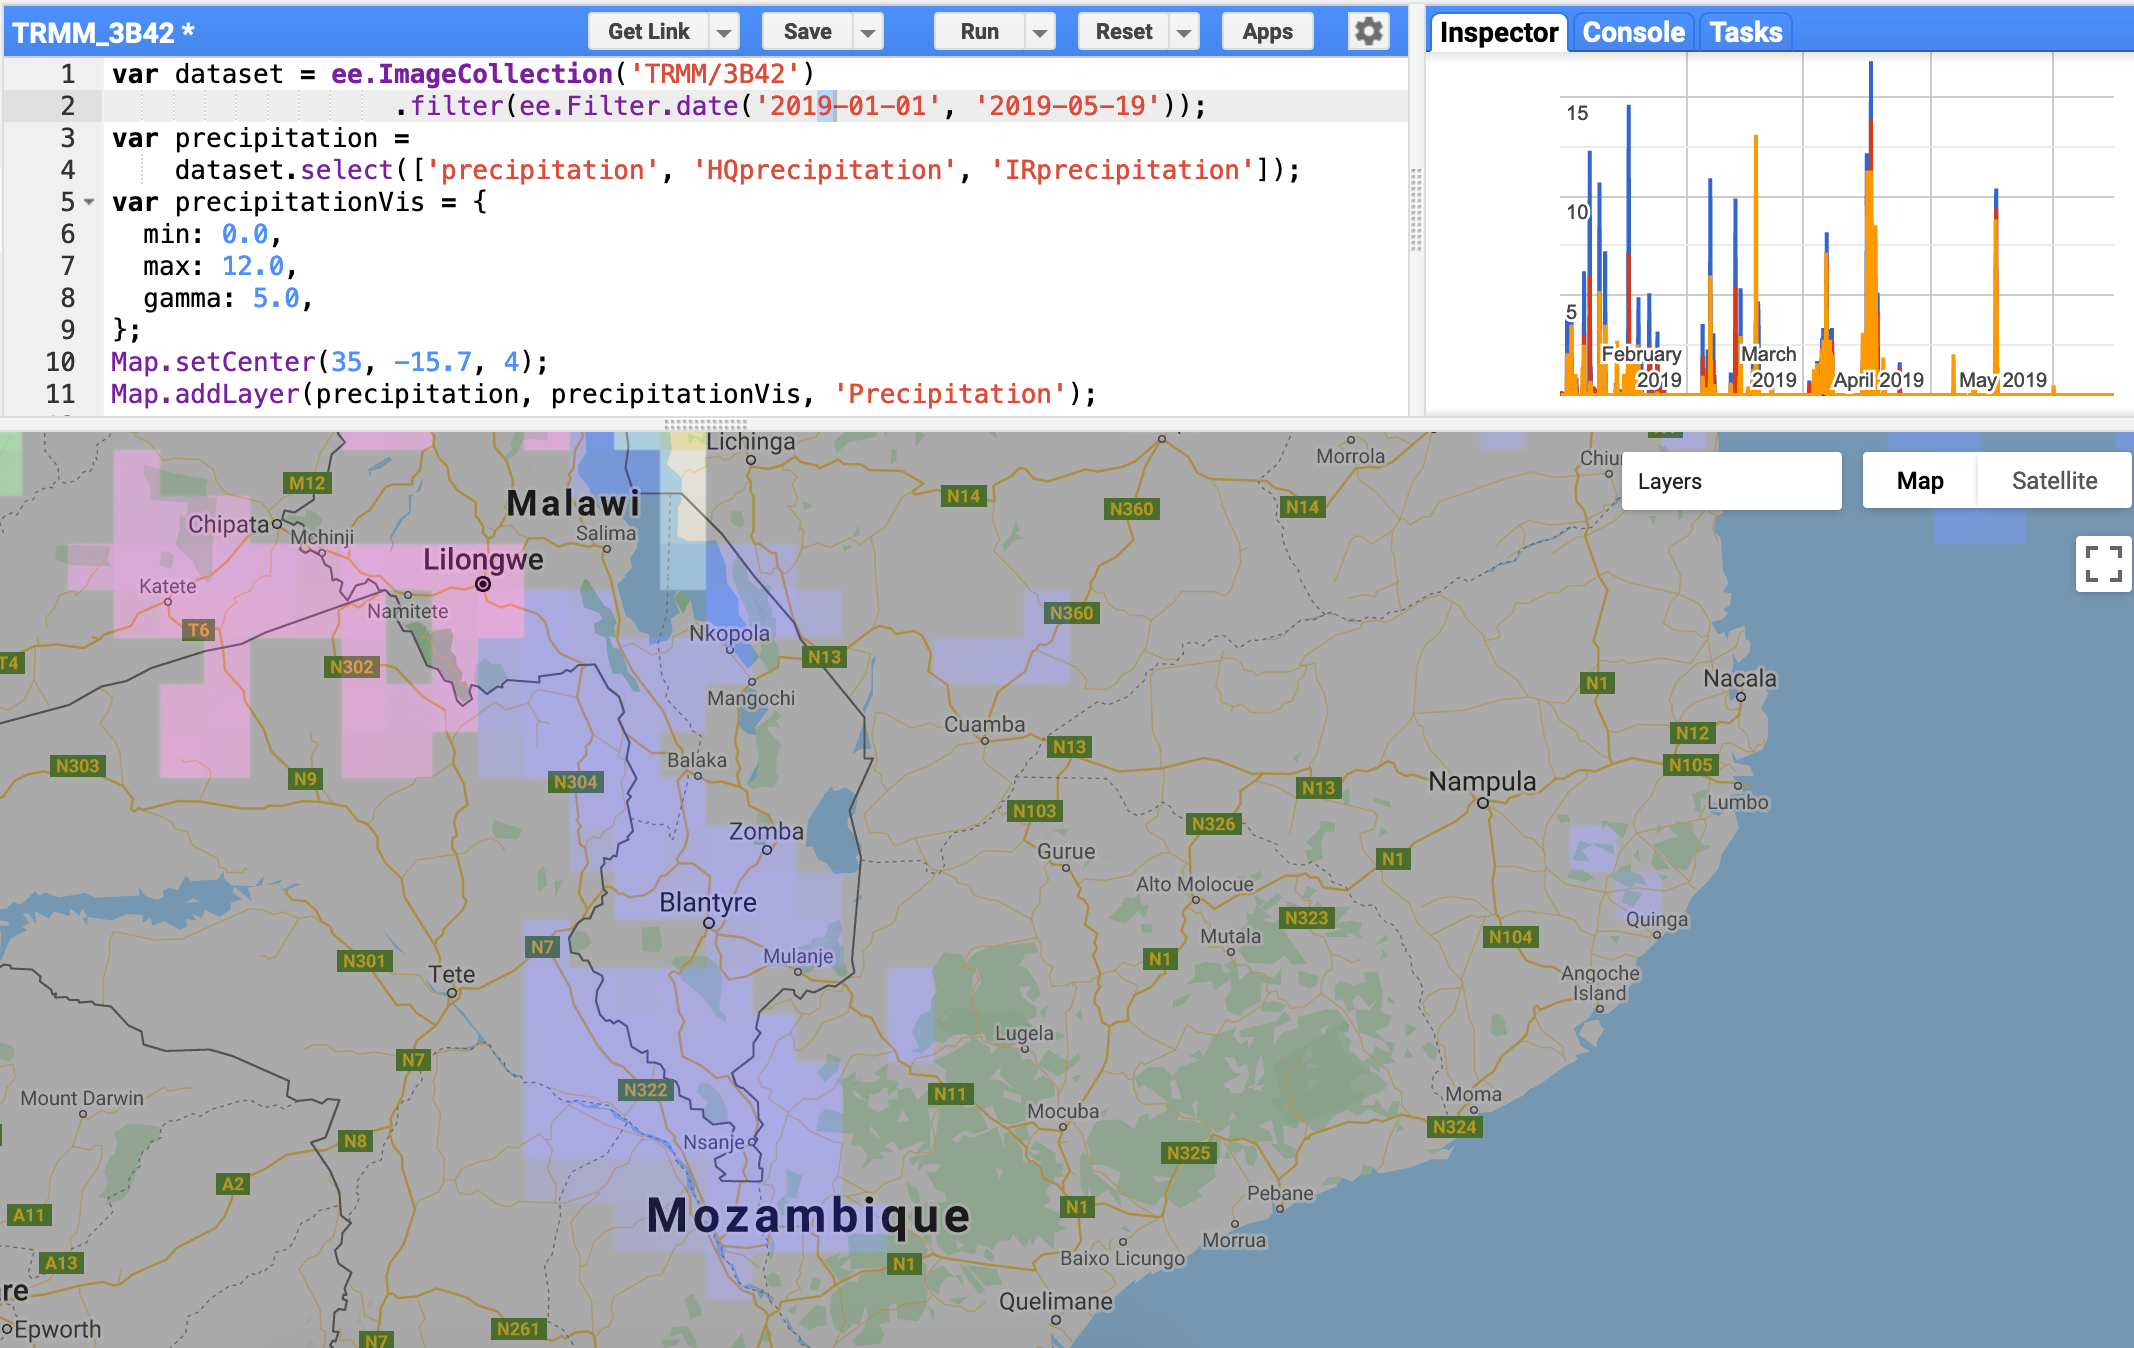 TRMM_3B42 *
Get Link
Save
Run
Reset
Apps
Inspector
Console
Tasks
1 var dataset = ee.ImageCollection('TRMM/3B42')
2 .filter(ee.Filter.date('2019-01-01', '2019-05-19'));
3 var precipitation =
4 dataset.select(['precipitation', 'HQprecipitation', 'IRprecipitation']);
5 var precipitationVis = {
6 min: 0.0,
7 max: 12.0,
8 gamma: 5.0,
9 };
10 Map.setCenter(35, -15.7, 4);
11 Map.addLayer(precipitation, precipitationVis, 'Precipitation');
15
10
5
February 2019
March 2019
April 2019
May 2019
Layers
Map
Satellite
Lichinga
Morrola
M12
N14
N360
N14
Malawi
Chipata
Mchinji
Salima
Lilongwe
Katete
Namitete
T6
T4
N302
Nkopola
N360
N13
Mangochi
N1
Nacala
Cuamba
N13
N12
N105
N303
N9
Balaka
N304
N13
Nampula
Lumbo
N103
N326
Zomba
Gurue
N1
Alto Molocue
Blantyre
N323
Quinga
N7
Mutala
N104
N301
Tete
Mulanje
N1
Angoche
Island
Lugela
N7
N322
N11
Moma
Mount Darwin
Mocuba
N324
N8
Nsanje
N325
A2
Pebane
A11
Mozambique
N1
Morrua
A13
N1
Baixo Licungo
Quelimane
Epworth
N261
N7